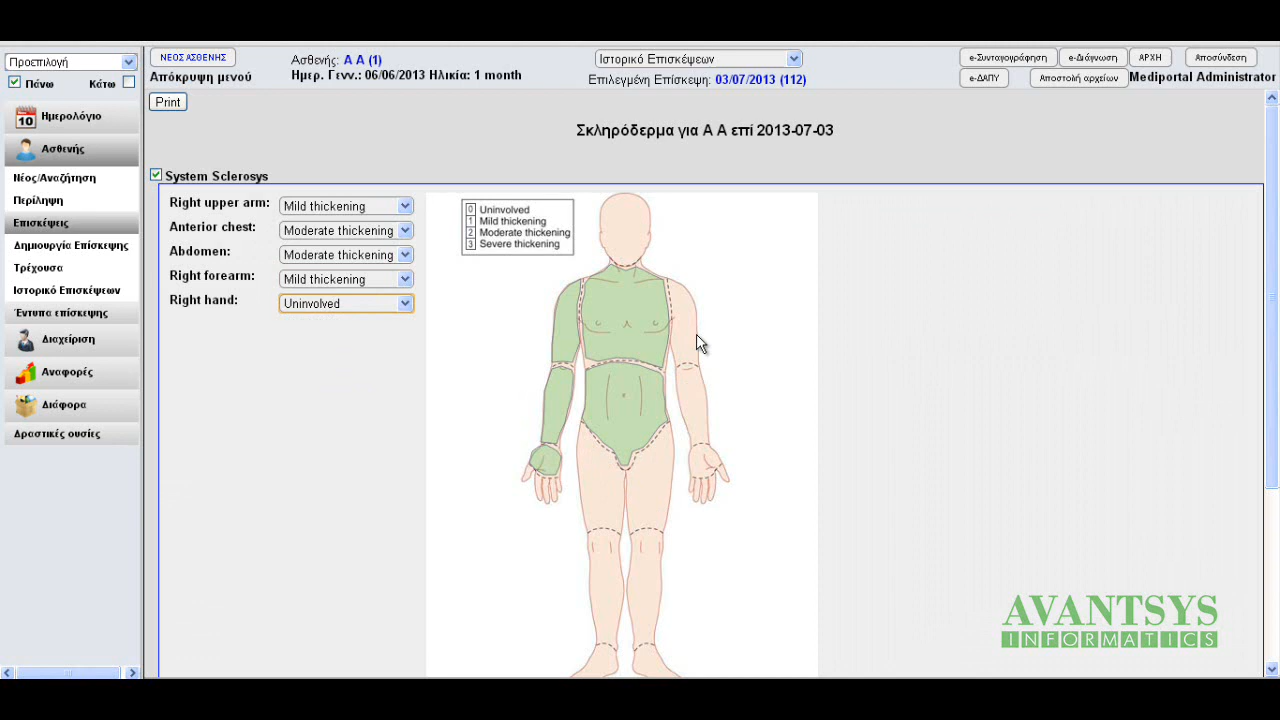 Προεπιλογή
Πάνω Κάτω
Ημερολόγιο
Ασθενής
Νέος/Αναζήτηση
Περίληψη
Επισκέψεις
Δημιουργία Επίσκεψης
Τρέχουσα
Ιστορικό Επισκέψεων
Έντυπα επίσκεψης
Διαχείριση
Αναφορές
Διάφορα
Δραστικές ουσίες
ΝΕΟΣ ΑΣΘΕΝΗΣ
Απόκρυψη μενού
Ασθενής: Α Α (1)
Ημερ. Γενν.: 06/06/2013 Ηλικία: 1 month
Ιστορικό Επισκέψεων
Επιλεγμένη Επίσκεψη: 03/07/2013 (112)
e-Συνταγογράφηση e-Διάγνωση ΑΡΧΗ Αποσύνδεση
e-ΔΑΠΥ Αποστολή αρχείων Mediportal Administrator
Print
Σκληρόδερμα για Α Α επί 2013-07-03
System Sclerosys
Right upper arm: Mild thickening
Anterior chest: Moderate thickening
Abdomen: Moderate thickening
Right forearm: Mild thickening
Right hand: Uninvolved
0 Uninvolved
1 Mild thickening
2 Moderate thickening
3 Severe thickening
10
AVANTSYS
INFORMATICS